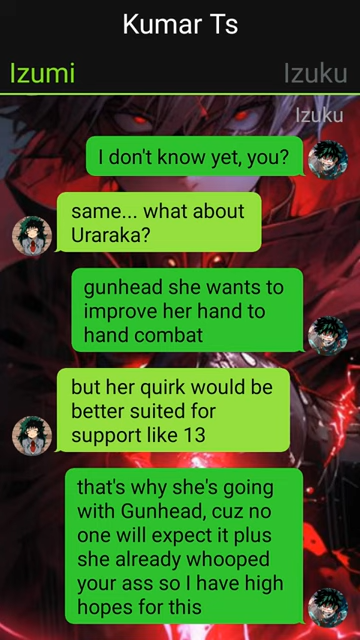 Kumar Ts
Izumi
Izuku
Izuku
I don't know yet, you?
same... what about
Uraraka?
gunhead she wants to
improve her hand to
hand combat
but her quirk would be
better suited for
support like 13
that's why she's going
with Gunhead, cuz no
one will expect it plus
she already whooped
your ass so I have high
hopes for this